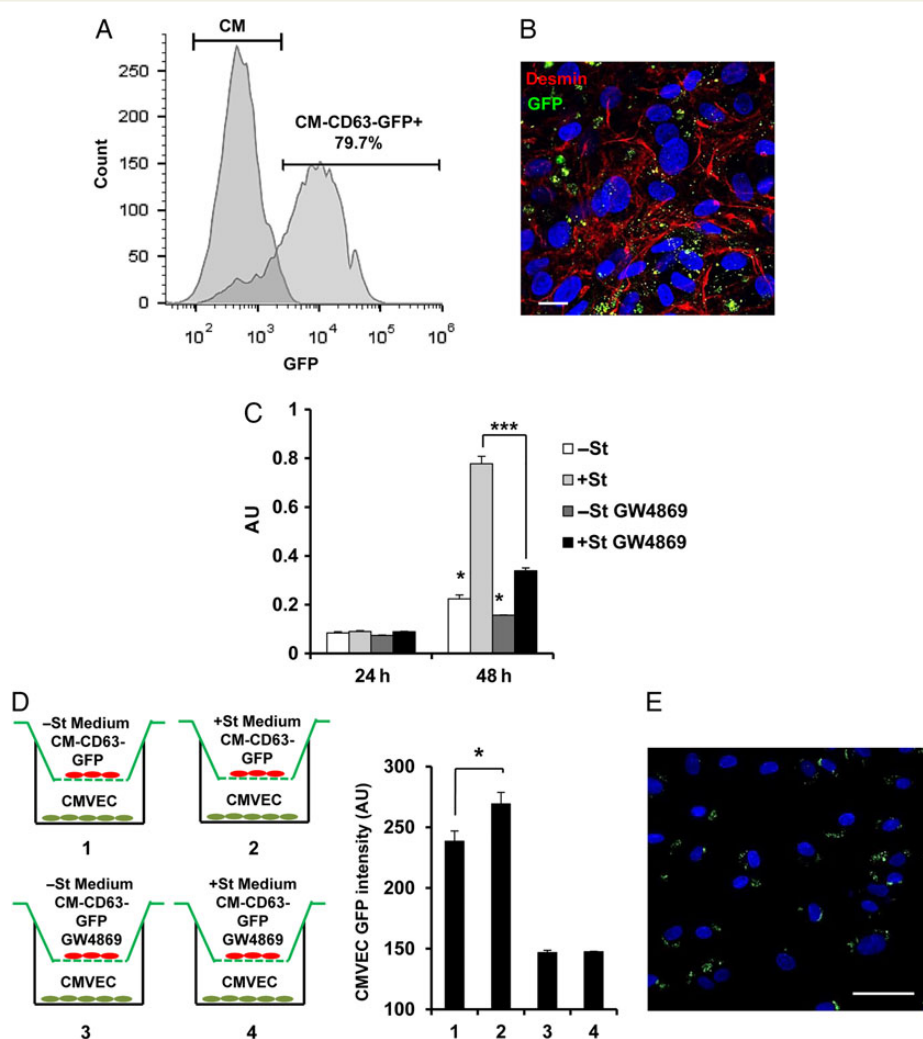 A
CM
CM-CD63-GFP+
79.7%
Count
250
200
150
100
50
0
10² 10³ 10⁴ 10⁵ 10⁶
GFP
B
Desmin
GFP
C
AU
1
0.8
0.6
0.4
0.2
0
***
*
*
24 h 48 h
–St
+St
–St GW4869
+St GW4869
D
–St Medium
CM-CD63-
GFP
CMVEC
1
+St Medium
CM-CD63-
GFP
CMVEC
2
–St Medium
CM-CD63-
GFP
GW4869
CMVEC
3
+St Medium
CM-CD63-
GFP
GW4869
CMVEC
4
CMVEC GFP intensity (AU)
300
250
200
150
100
*
1 2 3 4
E